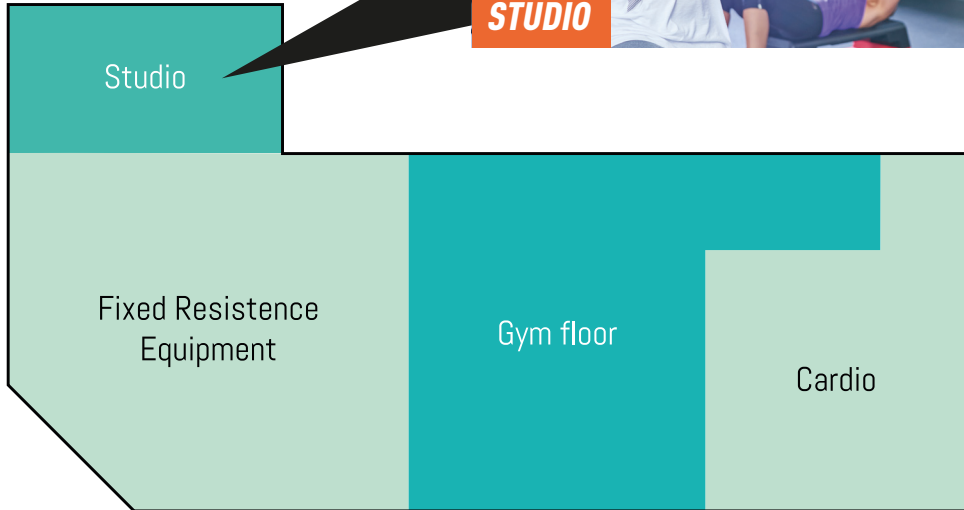 STUDIO
Studio
Fixed Resistence
Equipment
Gym floor
Cardio